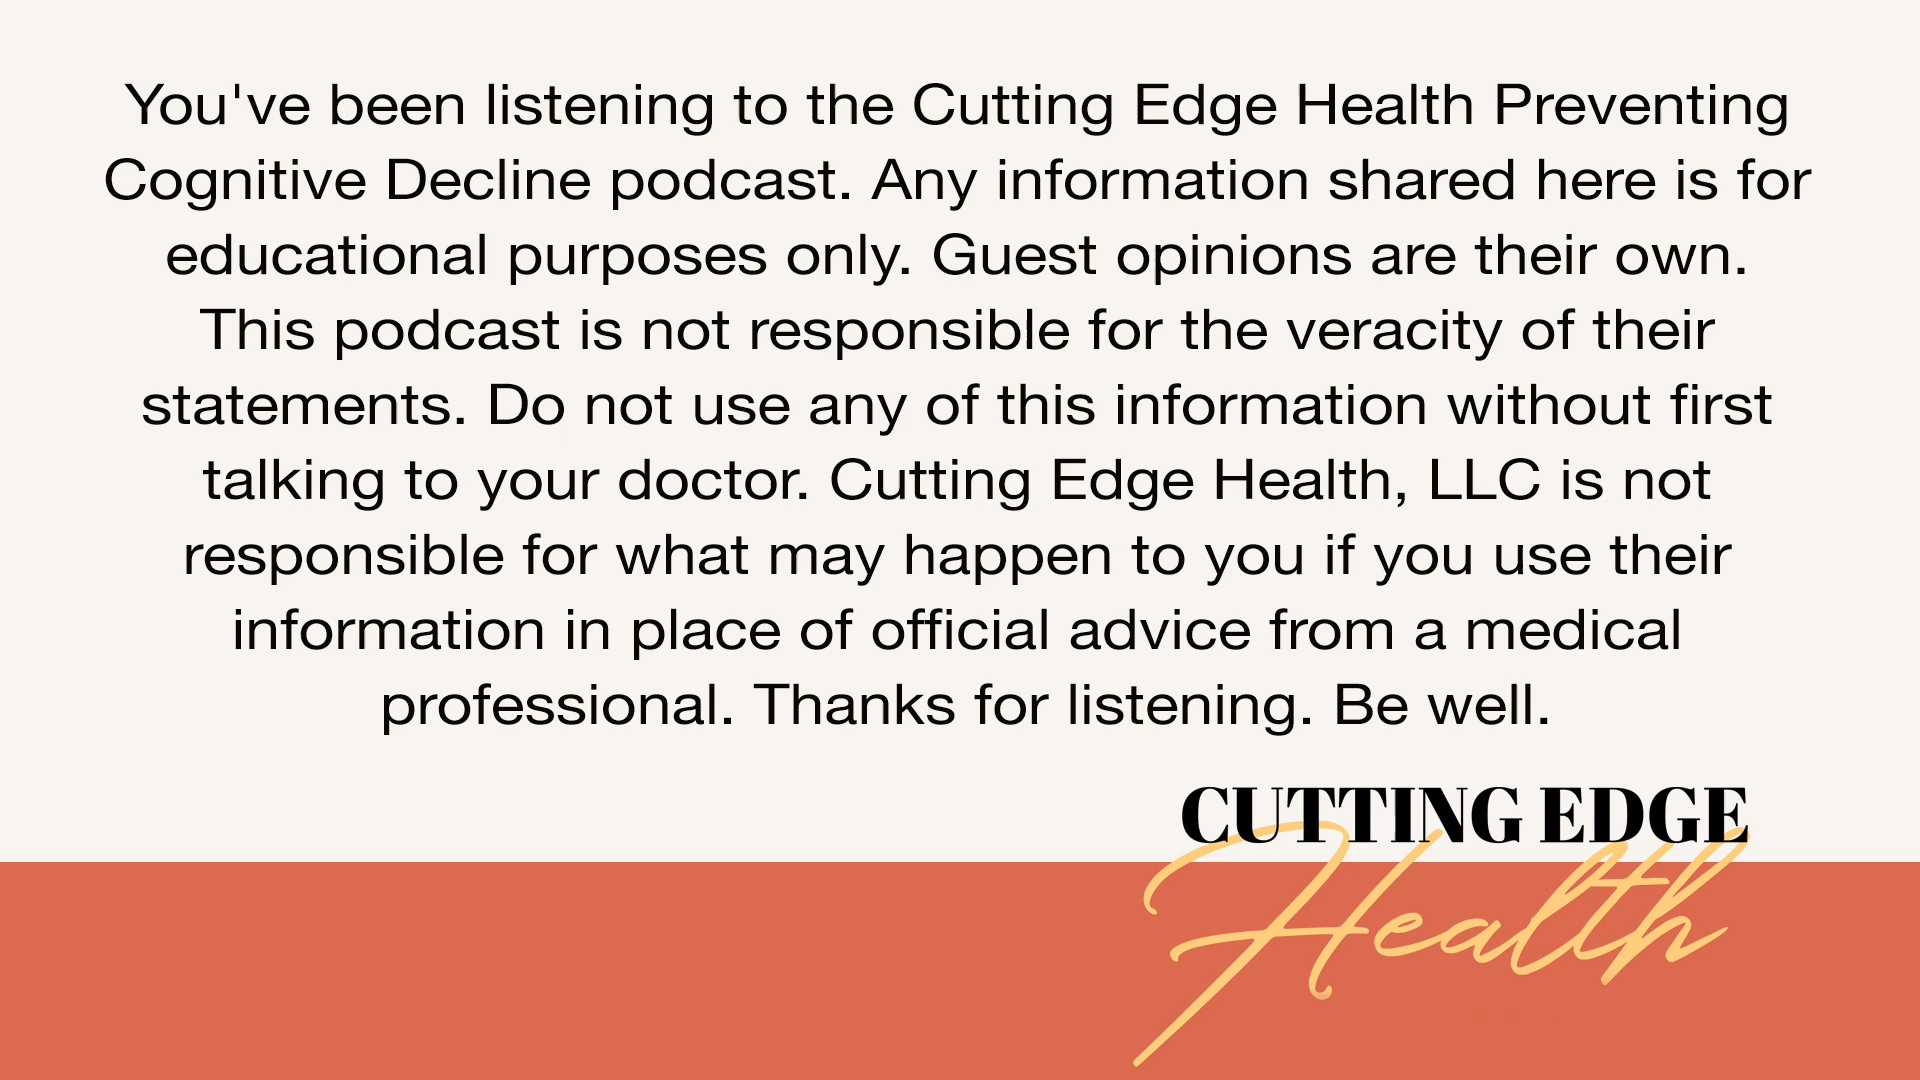 You've been listening to the Cutting Edge Health Preventing
Cognitive Decline podcast. Any information shared here is for
educational purposes only. Guest opinions are their own.
This podcast is not responsible for the veracity of their
statements. Do not use any of this information without first
talking to your doctor. Cutting Edge Health, LLC is not
responsible for what may happen to you if you use their
information in place of official advice from a medical
professional. Thanks for listening. Be well.
CUTTING EDGE
Health